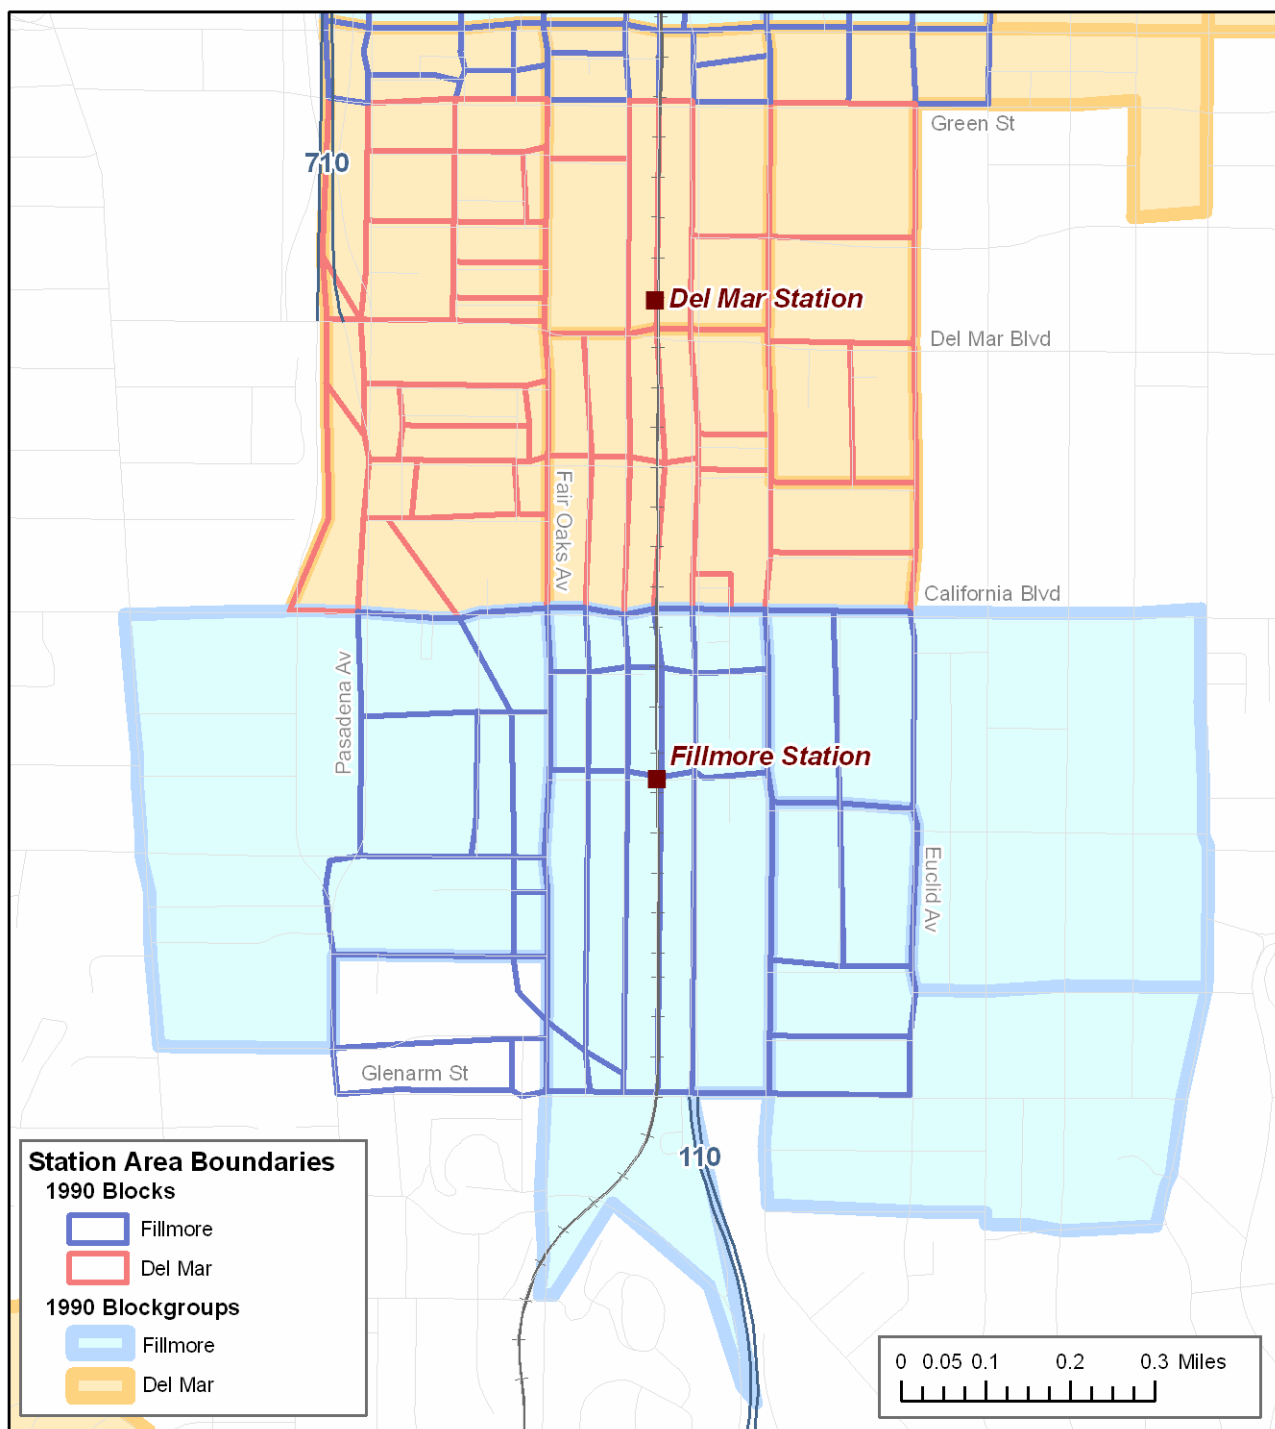 Green St
710
Del Mar Station
Del Mar Blvd
Fair Oaks Av
California Blvd
Pasadena Av
Fillmore Station
Euclid Av
Glenarm St
110
Station Area Boundaries
1990 Blocks
Fillmore
Del Mar
1990 Blockgroups
Fillmore
Del Mar
0 0.05 0.1 0.2 0.3 Miles